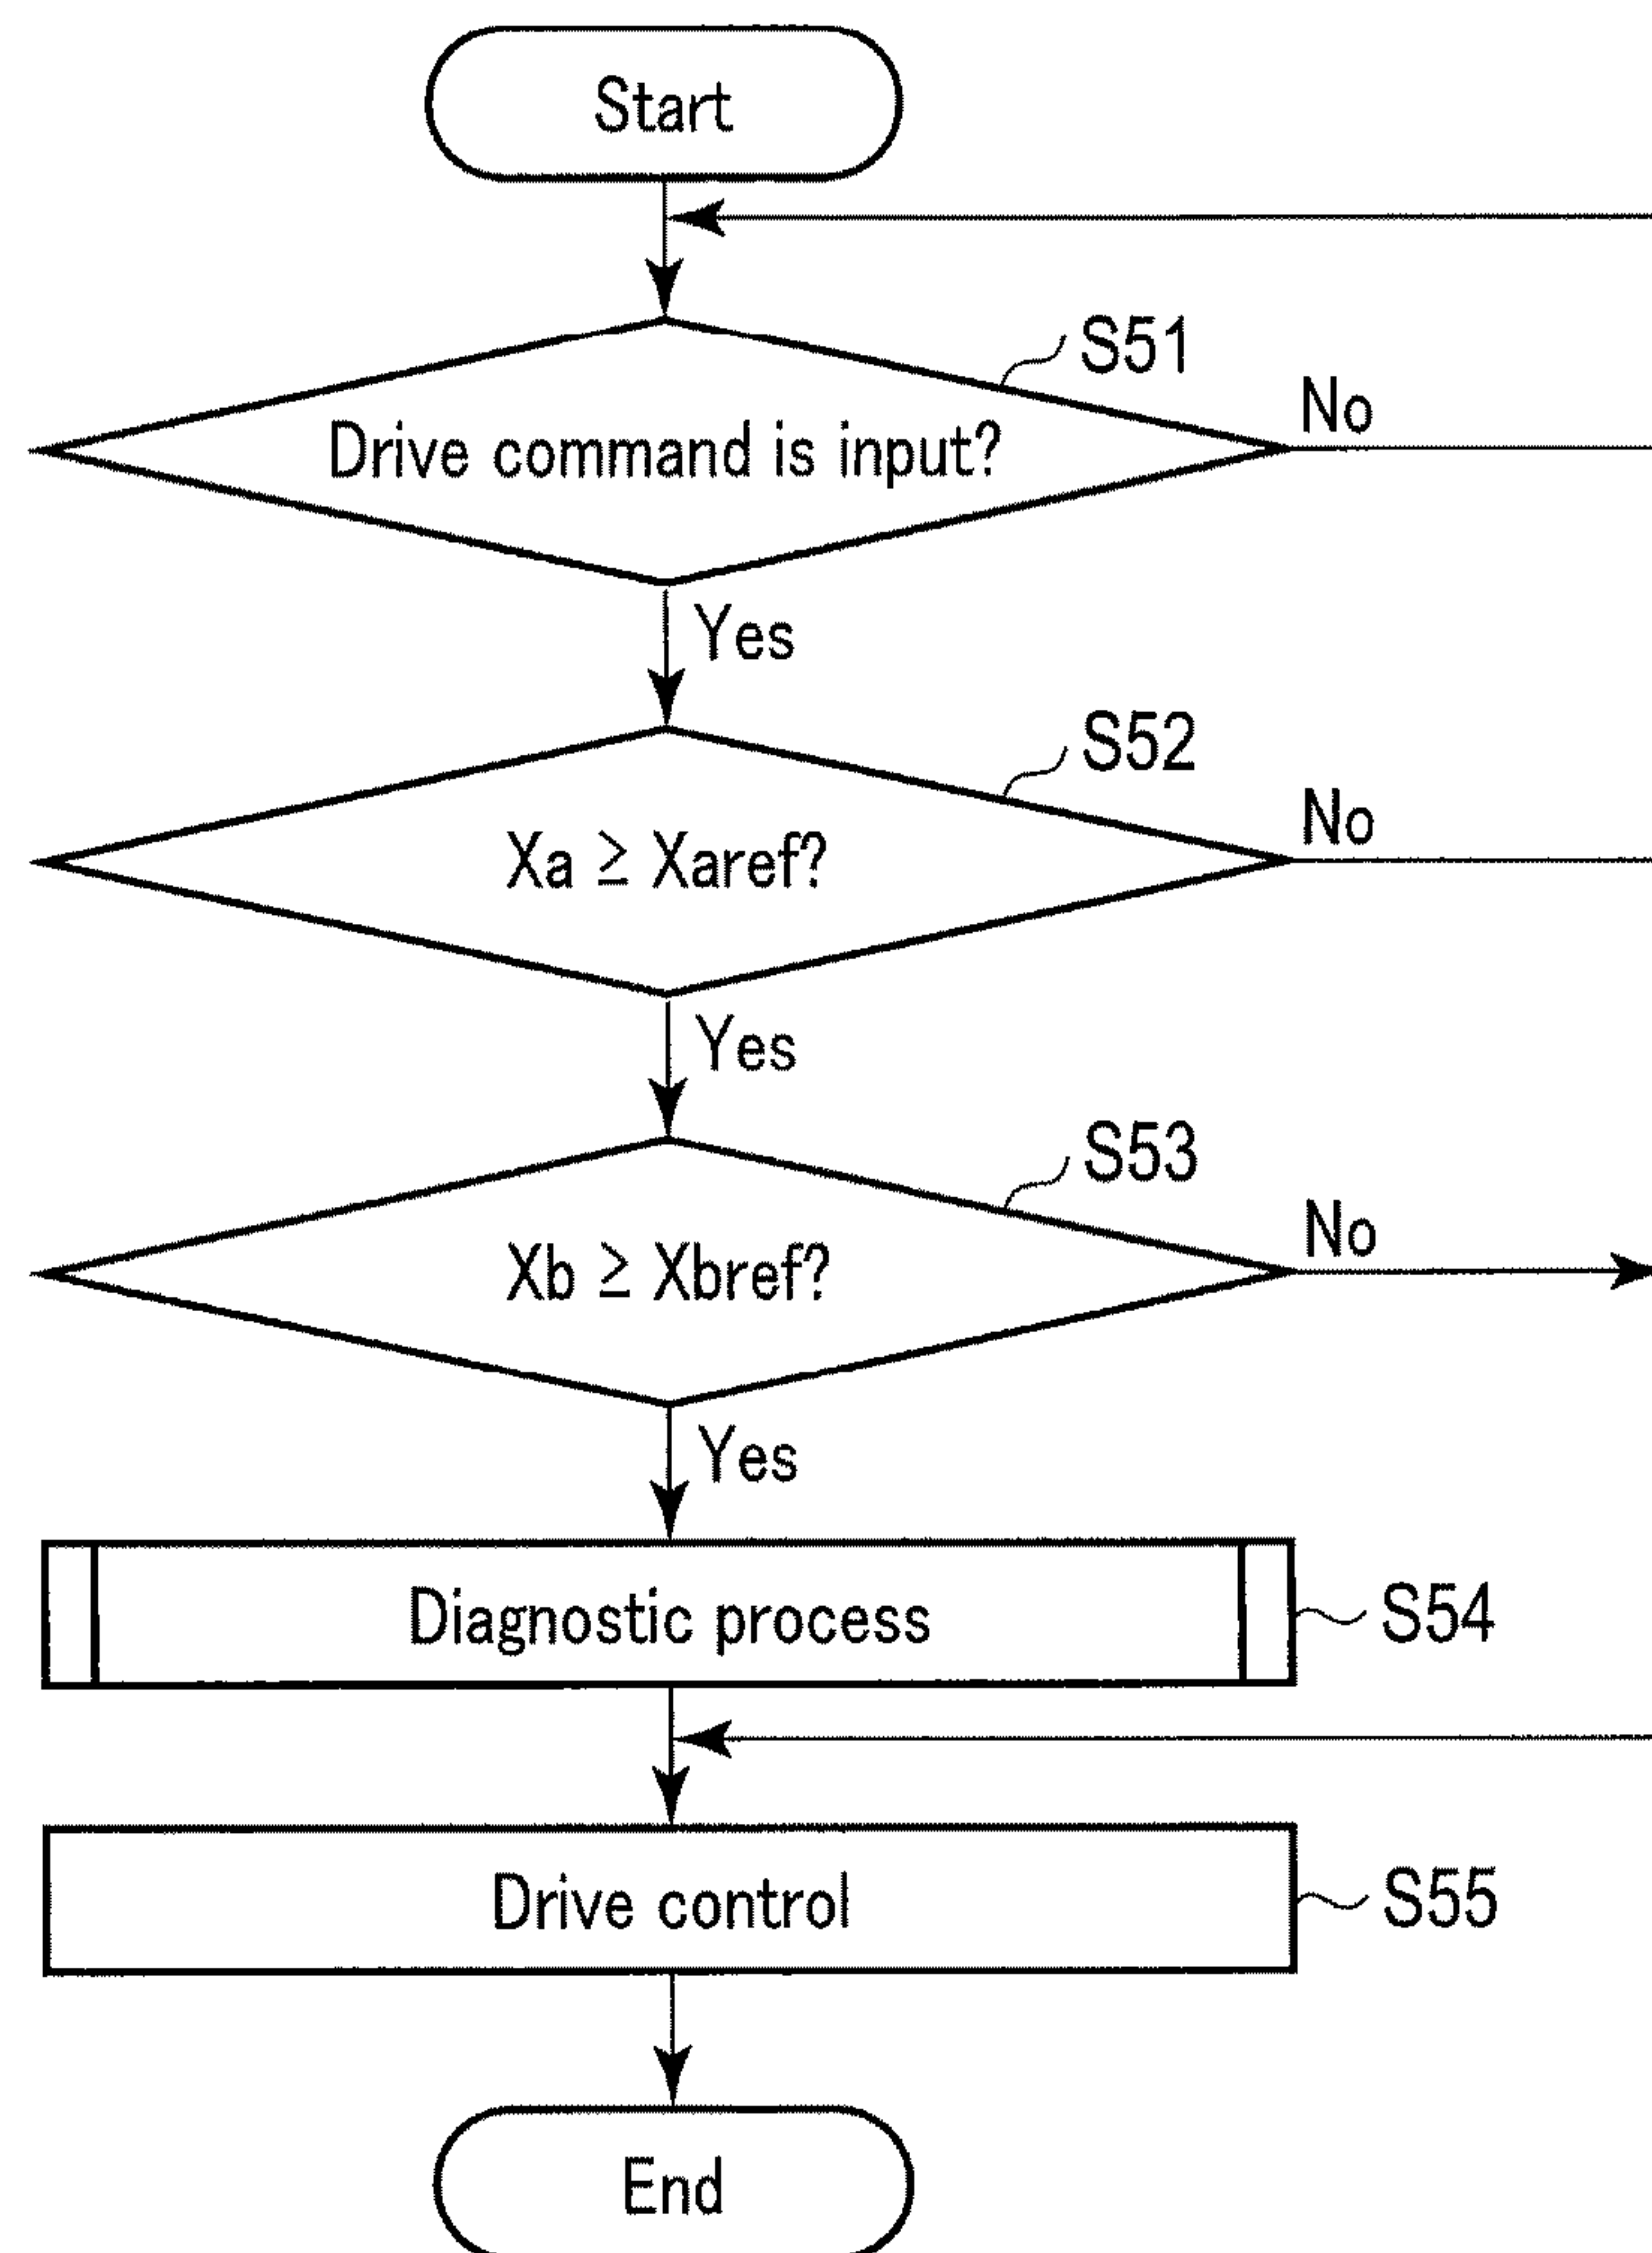 Start
S51
Drive command is input?
No
Yes
S52
Xa ≥ Xaref?
No
Yes
S53
Xb ≥ Xbref?
No
Yes
Diagnostic process
S54
Drive control
S55
End